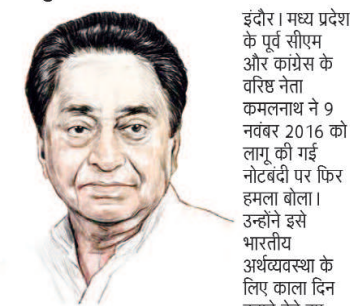 इंदौर। मध्य प्रदेश
के पूर्व सीएम
और कांग्रेस के
वरिष्ठ नेता
कमलनाथ ने 9
नवंबर 2016 को
लागू की गई
नोटबंदी पर फिर
हमला बोला।
उन्होंने इसे
भारतीय
अर्थव्यवस्था के
लिए काला दिन